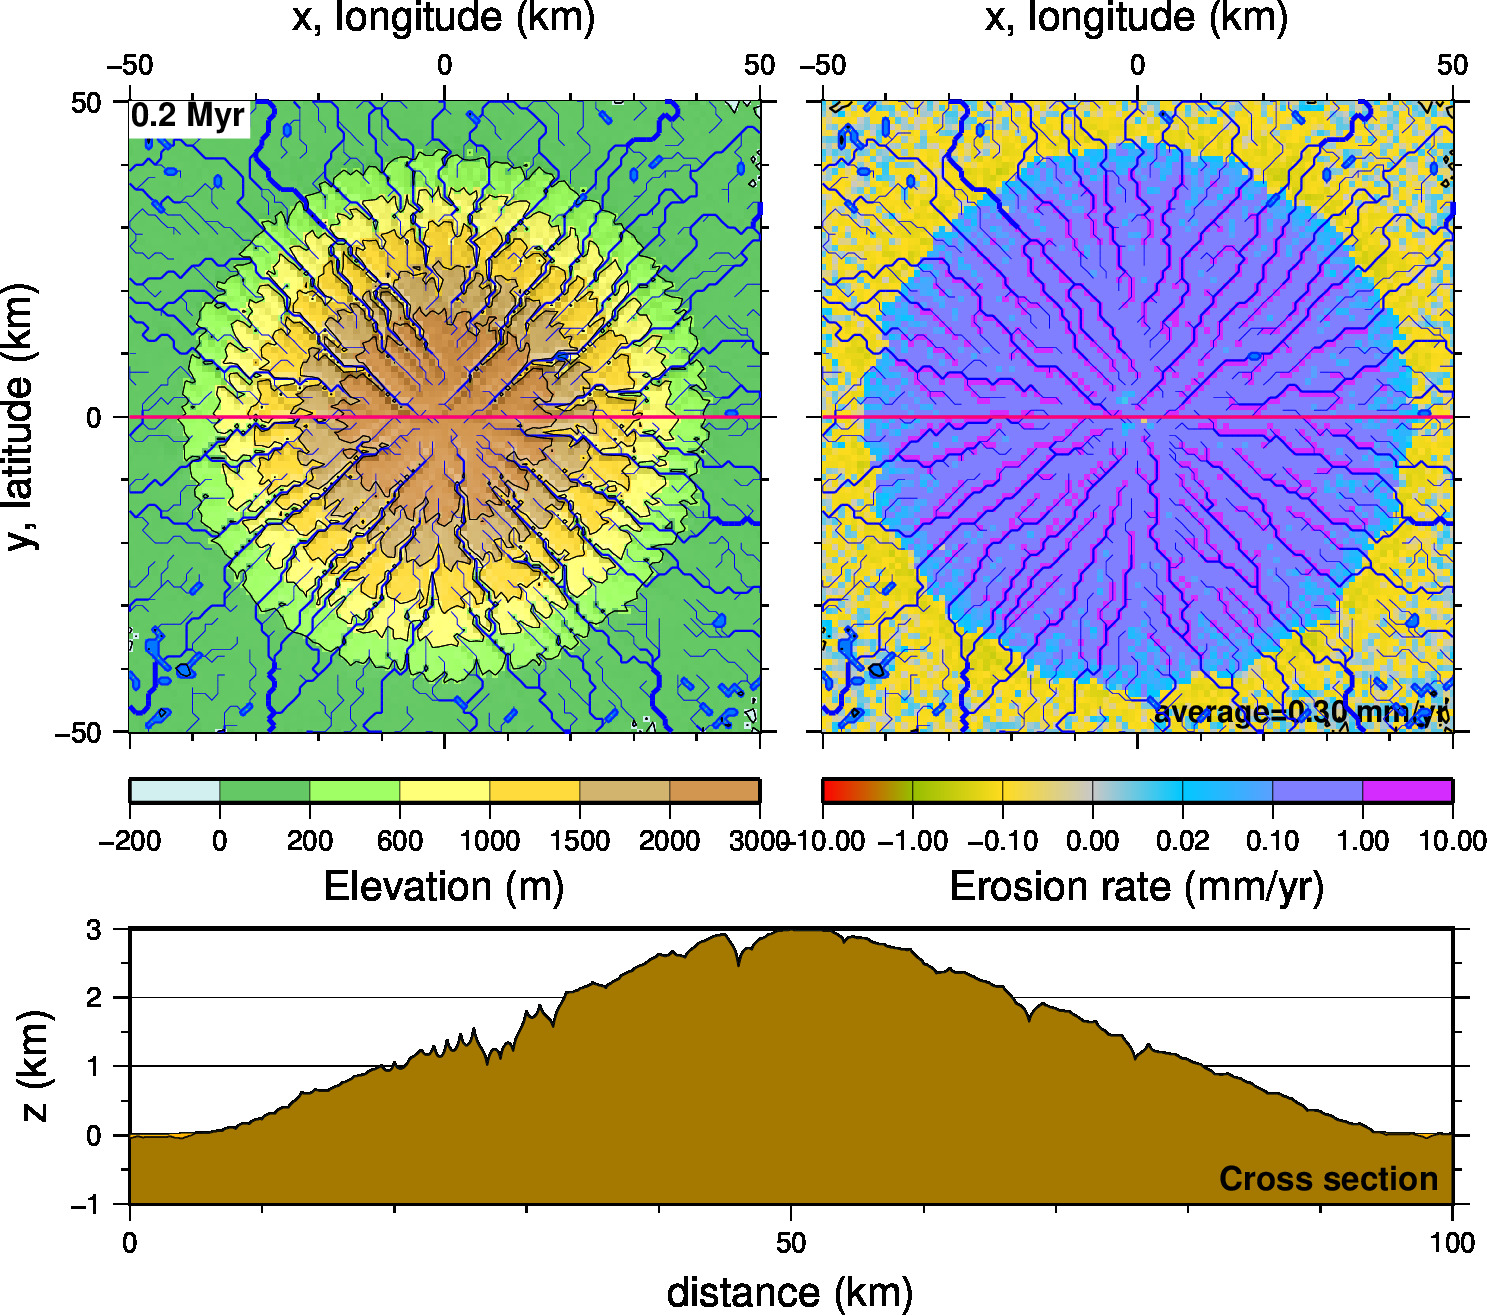 x, longitude (km) x, longitude (km)
−50 0 50 −50 0 50
50
0.2 Myr
y, latitude (km)
0
−50
average=0.30 mm/yr
−200 0 200 600 1000 1500 2000 3000
−10.00 −1.00 −0.10 0.00 0.02 0.10 1.00 10.00
Elevation (m) Erosion rate (mm/yr)
3
2
z (km)
1
0
−1
Cross section
0 50 100
distance (km)